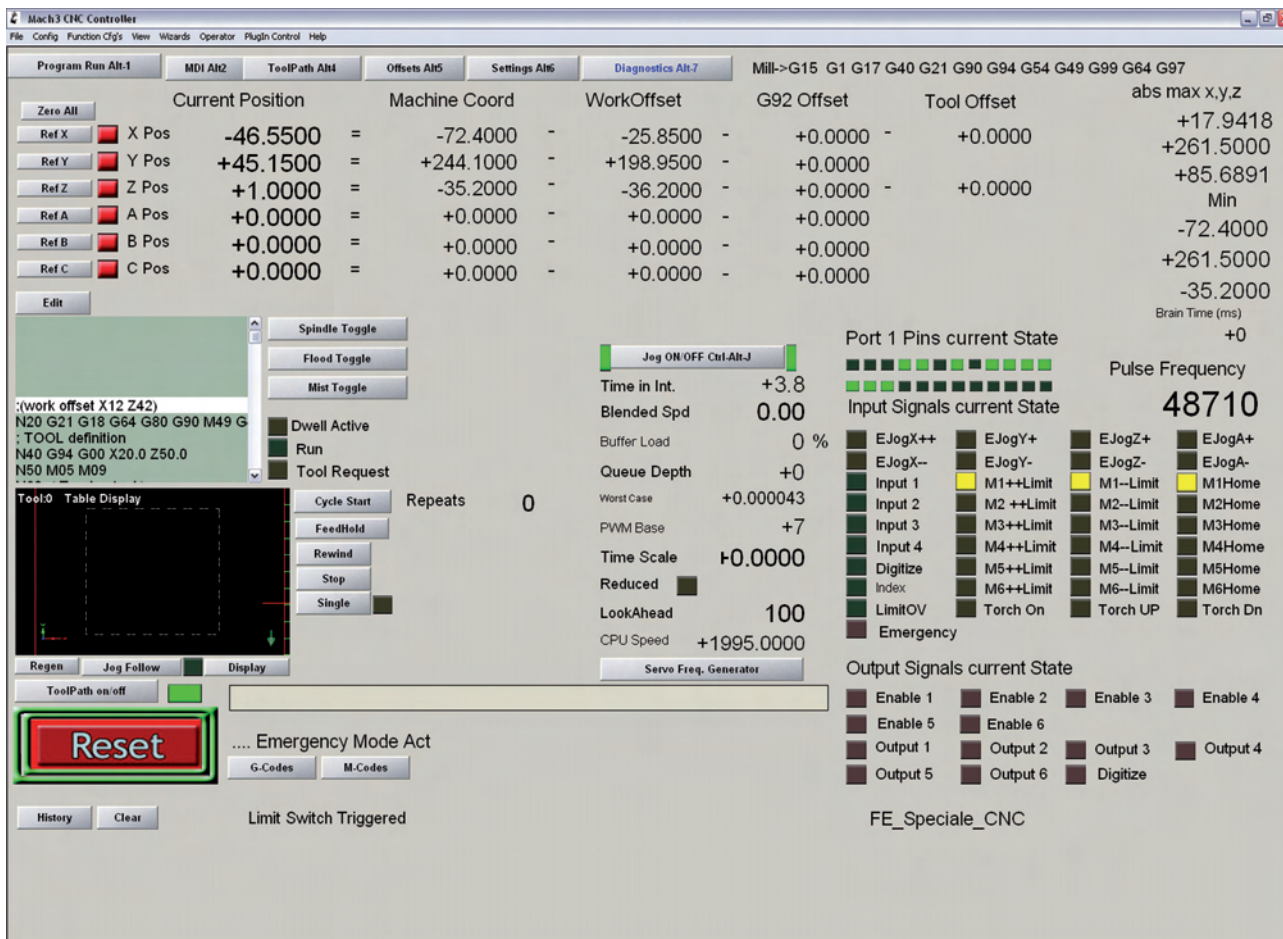 Mach3 CNC Controller
File Config Function Cfg's View Wizards Operator PlugIn Control Help
Program Run Alt-1 MDI Alt2 ToolPath Alt4 Offsets Alt5 Settings Alt6 Diagnostics Alt-7 Mill->G15 G1 G17 G40 G21 G90 G94 G54 G49 G99 G64 G97
Zero All Current Position Machine Coord WorkOffset G92 Offset Tool Offset abs max x,y,z
Ref X X Pos -46.5500 = -72.4000 - -25.8500 - +0.0000 - +0.0000 +17.9418
Ref Y Y Pos +45.1500 = +244.1000 - +198.9500 - +0.0000 +261.5000
Ref Z Z Pos +1.0000 = -35.2000 - -36.2000 - +0.0000 - +0.0000 +85.6891
Ref A A Pos +0.0000 = +0.0000 - +0.0000 - +0.0000 Min
Ref B B Pos +0.0000 = +0.0000 - +0.0000 - +0.0000 -72.4000
Ref C C Pos +0.0000 = +0.0000 - +0.0000 - +0.0000 +261.5000
-35.2000
Edit
Brain Time (ms)
+0
;(work offset X12 Z42)
N20 G21 G18 G64 G80 G90 M49 G
; TOOL definition
N40 G94 G00 X20.0 Z50.0
N50 M05 M09
Spindle Toggle
Flood Toggle
Mist Toggle
Dwell Active
Run
Tool Request
Tool:0 Table Display
Cycle Start Repeats 0
FeedHold
Rewind
Stop
Single
Regen Jog Follow Display
ToolPath on/off
Reset
.... Emergency Mode Act
G-Codes M-Codes
History Clear Limit Switch Triggered
Jog ON/OFF Ctrl-Alt-J
Time in Int. +3.8
Blended Spd 0.00
Buffer Load 0 %
Queue Depth +0
Worst Case +0.000043
PWM Base +7
Time Scale +0.0000
Reduced
LookAhead 100
CPU Speed +1995.0000
Servo Freq. Generator
Port 1 Pins current State
Pulse Frequency
48710
Input Signals current State
EJogX++ EJogY+ EJogZ+ EJogA+
EJogX-- EJogY- EJogZ- EJogA-
Input 1 M1++Limit M1--Limit M1Home
Input 2 M2 ++Limit M2--Limit M2Home
Input 3 M3++Limit M3--Limit M3Home
Input 4 M4++Limit M4--Limit M4Home
Digitize M5++Limit M5--Limit M5Home
Index M6++Limit M6--Limit M6Home
LimitOV Torch On Torch UP Torch Dn
Emergency
Output Signals current State
Enable 1 Enable 2 Enable 3 Enable 4
Enable 5 Enable 6
Output 1 Output 2 Output 3 Output 4
Output 5 Output 6 Digitize
FE_Speciale_CNC